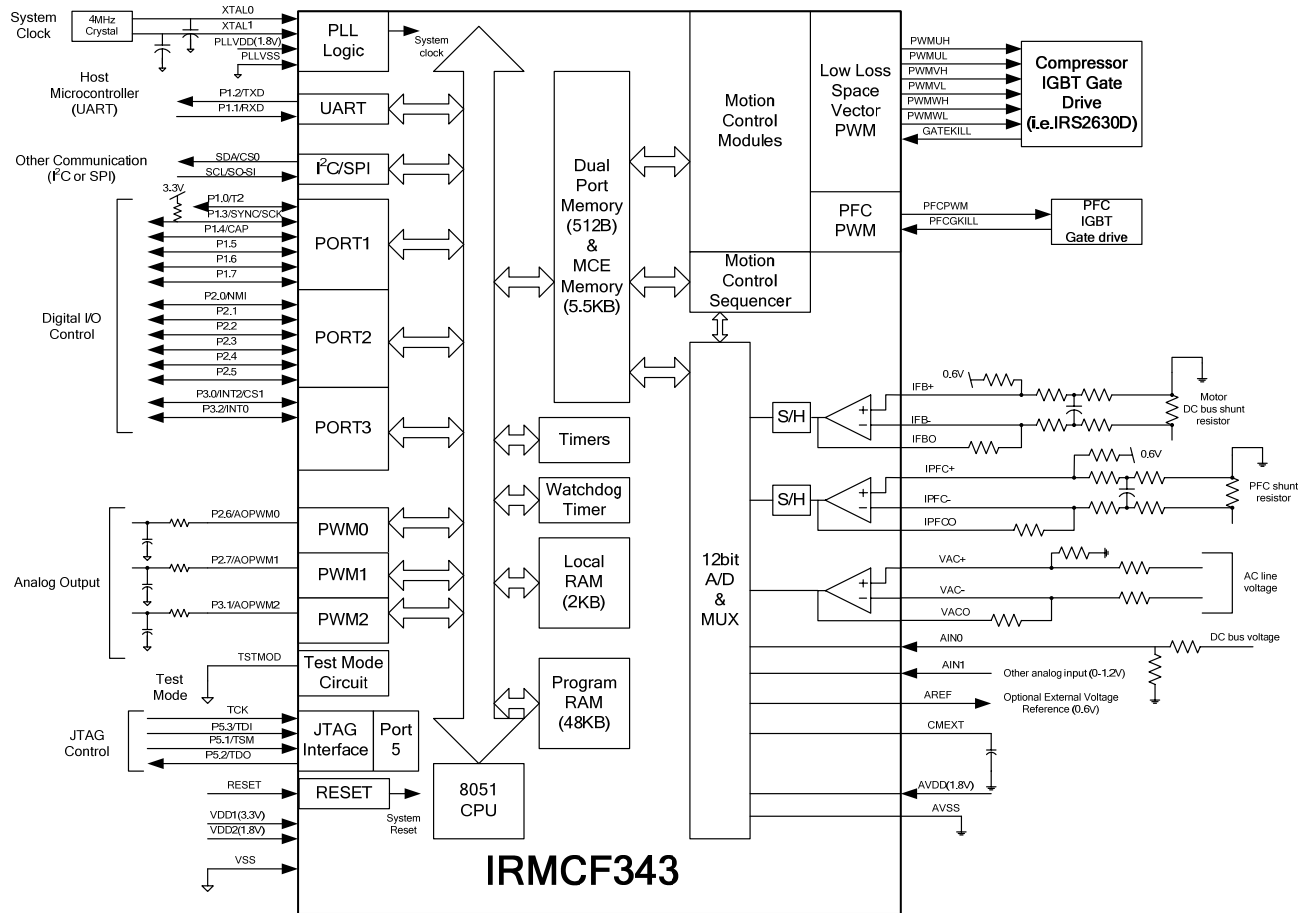 System
Clock
4MHz
Crystal
XTAL0
XTAL1
PLLVDD(1.8V)
PLLVSS
PLL
Logic
System
clock
Host
Microcontroller
(UART)
P1.2/TXD
P1.1/RXD
UART
Other Communication
(I2C or SPI)
SDA/CS0
SCL/SO-SI
I2C/SPI
3.3V
Digital I/O
Control
P1.0/T2
P1.3/SYNC/SCK
P1.4/CAP
P1.5
P1.6
P1.7
PORT1
P2.0/NMI
P2.1
P2.2
P2.3
P2.4
P2.5
PORT2
P3.0/INT2/CS1
P3.2/INT0
PORT3
Analog Output
P2.6/AOPWM0
PWM0
P2.7/AOPWM1
PWM1
P3.1/AOPWM2
PWM2
TSTMOD
Test
Mode
Test Mode
Circuit
JTAG
Control
TCK
P5.3/TDI
P5.1/TSM
P5.2/TDO
JTAG
Interface
Port
5
RESET
RESET
System
Reset
VDD1(3.3V)
VDD2(1.8V)
VSS
8051
CPU
Dual
Port
Memory
(512B)
&
MCE
Memory
(5.5KB)
Timers
Watchdog
Timer
Local
RAM
(2KB)
Program
RAM
(48KB)
Motion
Control
Modules
Low Loss
Space
Vector
PWM
PFC
PWM
Motion
Control
Sequencer
12bit
A/D
&
MUX
S/H
S/H
+
−
+
−
+
−
PWMUH
PWMUL
PWMVH
PWMVL
PWMWH
PWMWL
GATEKILL
Compressor
IGBT Gate
Drive
(i.e.IRS2630D)
PFCPWM
PFCGKILL
PFC
IGBT
Gate drive
IFB+
0.6V
IFB-
IFBO
Motor
DC bus shunt
resistor
IPFC+
0.6V
IPFC-
IPFCO
PFC shunt
resistor
VAC+
VAC-
VACO
AC line
voltage
AIN0
DC bus voltage
AIN1
Other analog input (0-1.2V)
AREF
Optional External Voltage
Reference (0.6V)
CMEXT
AVDD(1.8V)
AVSS
IRMCF343